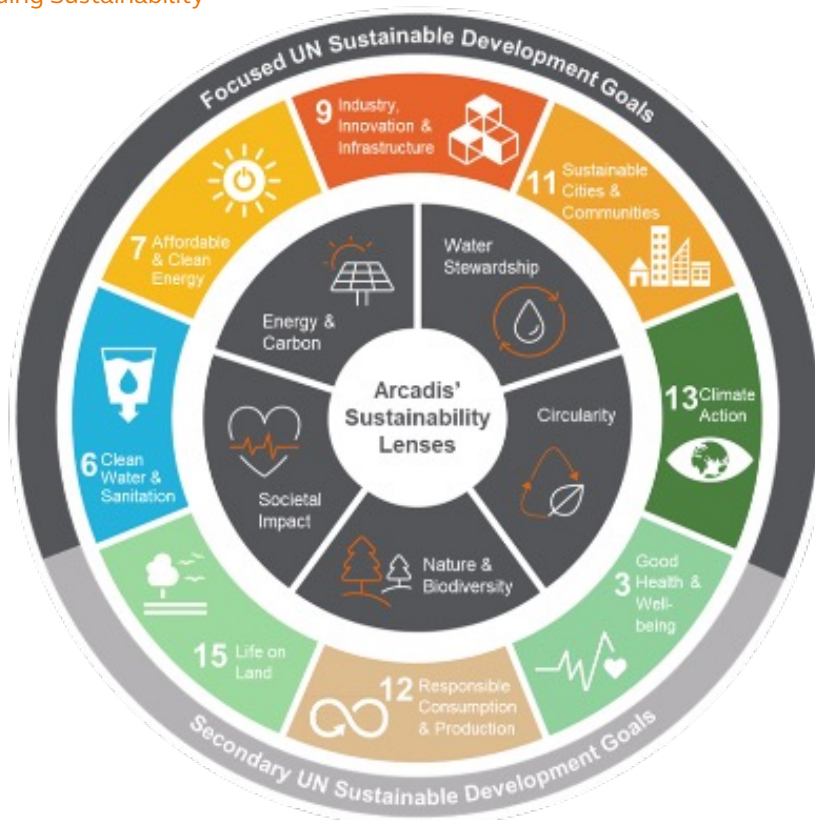 Sustainability
Focused UN Sustainable Development Goals
9 Industry,
Innovation &
Infrastructure
11 Sustainable
Cities &
Communities
7 Affordable
& Clean
Energy
Water
Stewardship
Energy &
Carbon
13 Climate
Action
Arcadis'
Sustainability
Lenses
Circularity
6 Clean
Water &
Sanitation
Societal
Impact
Nature &
Biodiversity
3 Good
Health &
Well-
being
15 Life on
Land
12 Responsible
Consumption
& Production
Secondary UN Sustainable Development Goals